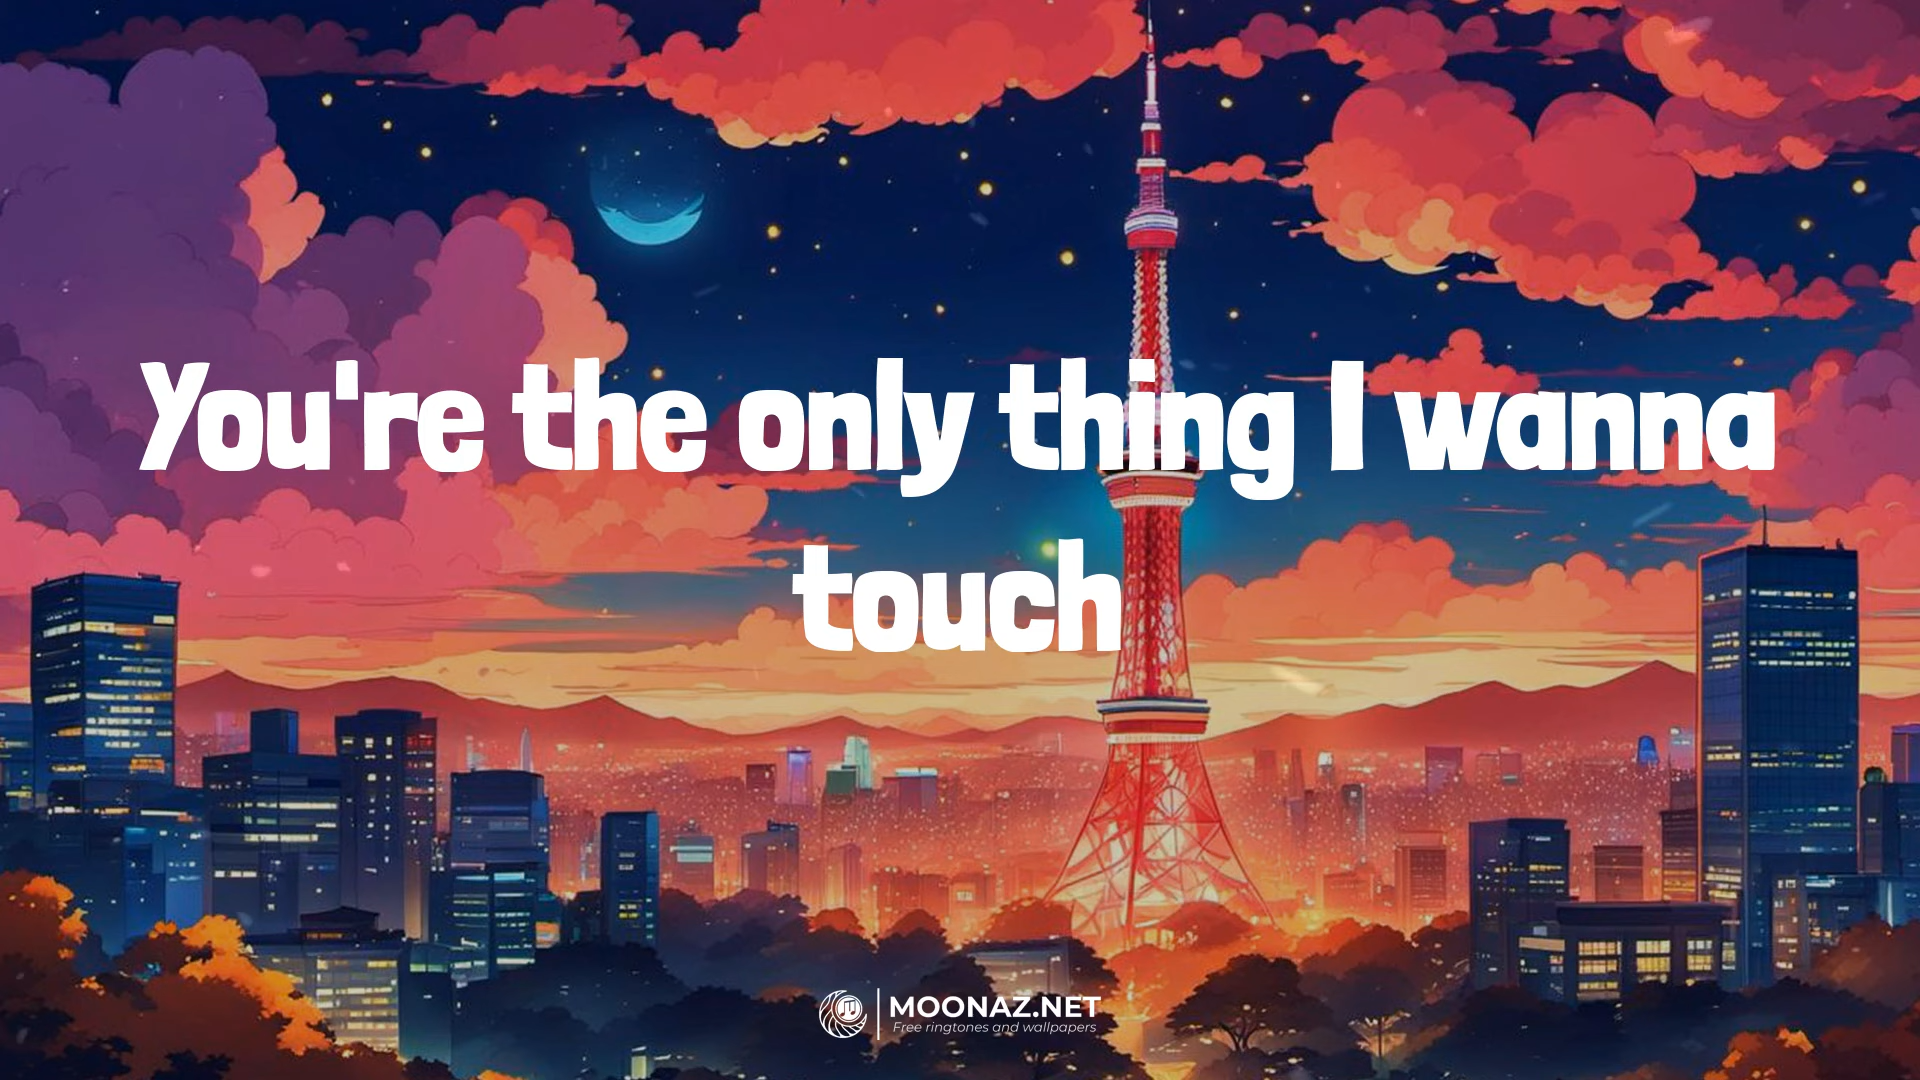 You're the only thing I wanna
touch
MOONAZ.NET
Free ringtones and wallpapers